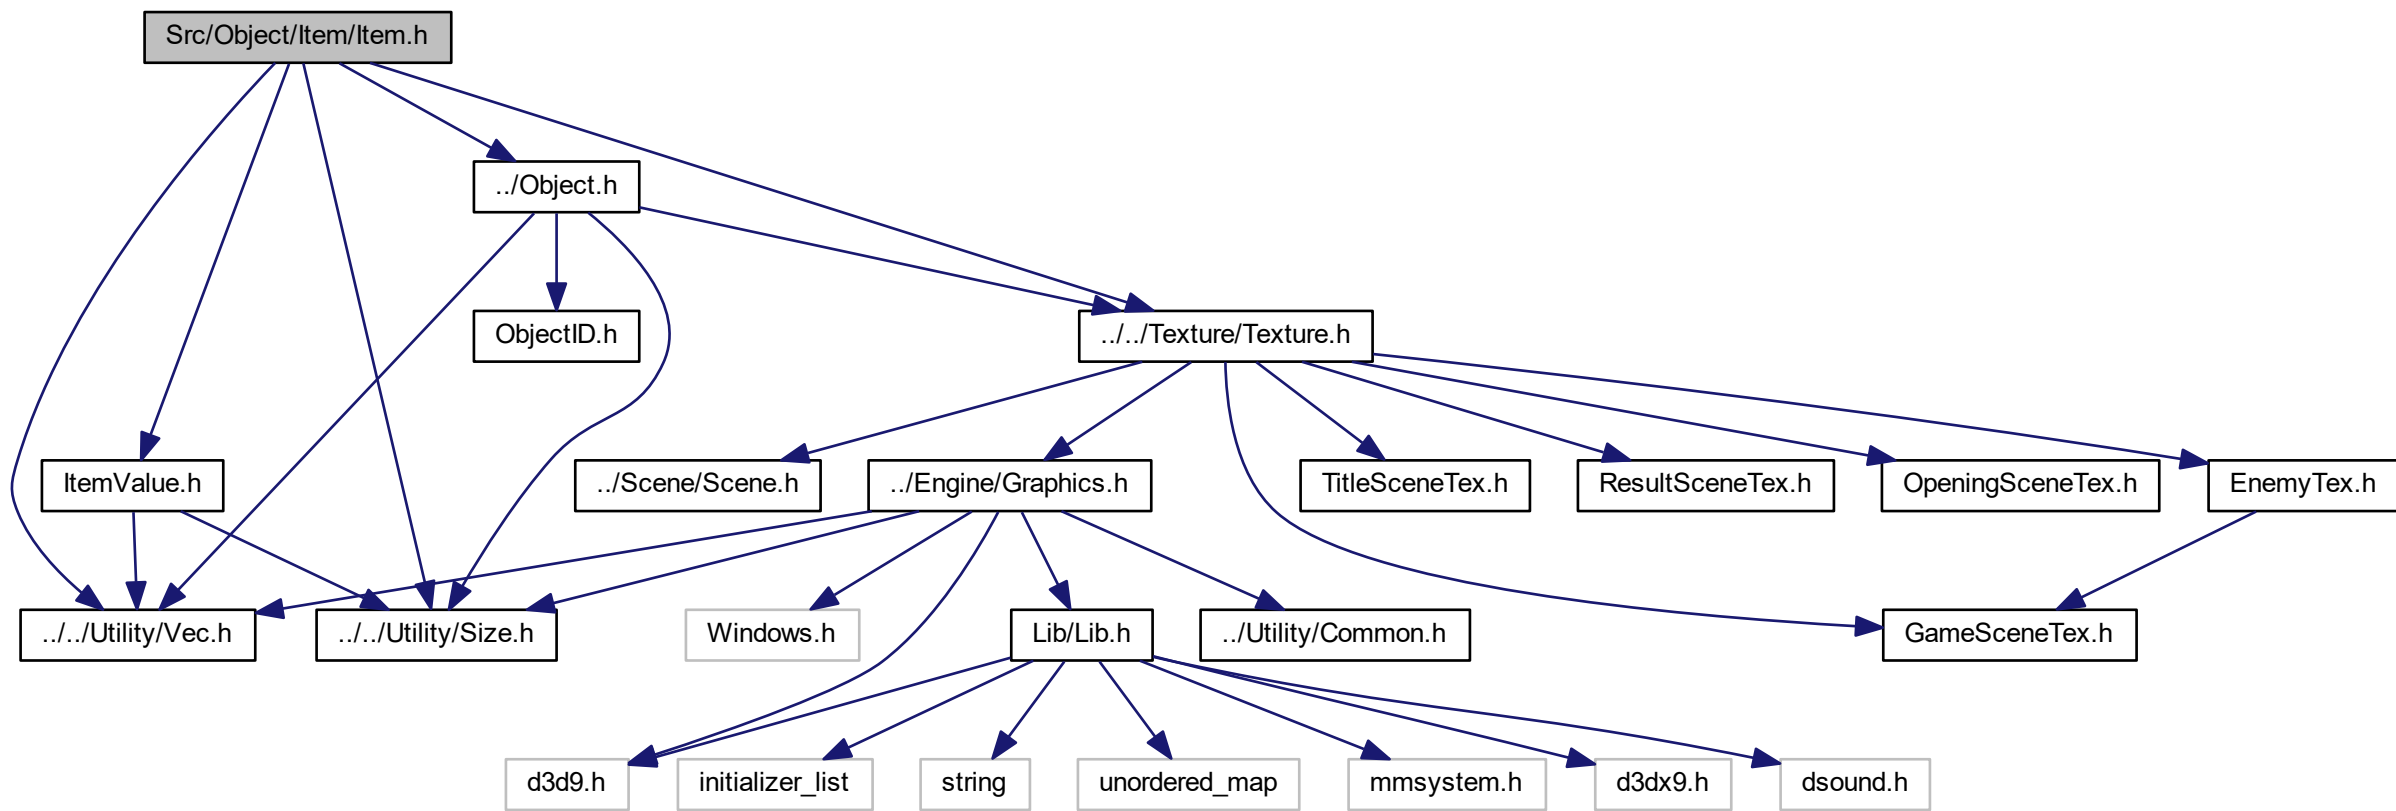 Src/Object/Item/Item.h
../Object.h
ObjectID.h
../../Texture/Texture.h
ItemValue.h
../Scene/Scene.h
../Engine/Graphics.h
TitleSceneTex.h
ResultSceneTex.h
OpeningSceneTex.h
EnemyTex.h
../../Utility/Vec.h
../../Utility/Size.h
Windows.h
Lib/Lib.h
../Utility/Common.h
GameSceneTex.h
d3d9.h
initializer_list
string
unordered_map
mmsystem.h
d3dx9.h
dsound.h